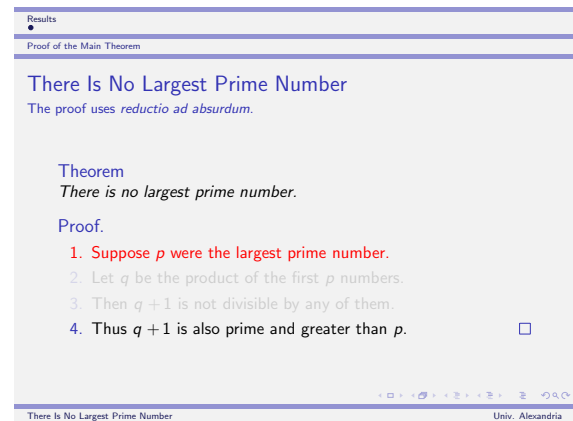 Results
Proof of the Main Theorem
There Is No Largest Prime Number
The proof uses reductio ad absurdum.
Theorem
There is no largest prime number.
Proof.
1. Suppose p were the largest prime number.
2. Let q be the product of the first p numbers.
3. Then q + 1 is not divisible by any of them.
4. Thus q + 1 is also prime and greater than p.
There Is No Largest Prime Number
Univ. Alexandria